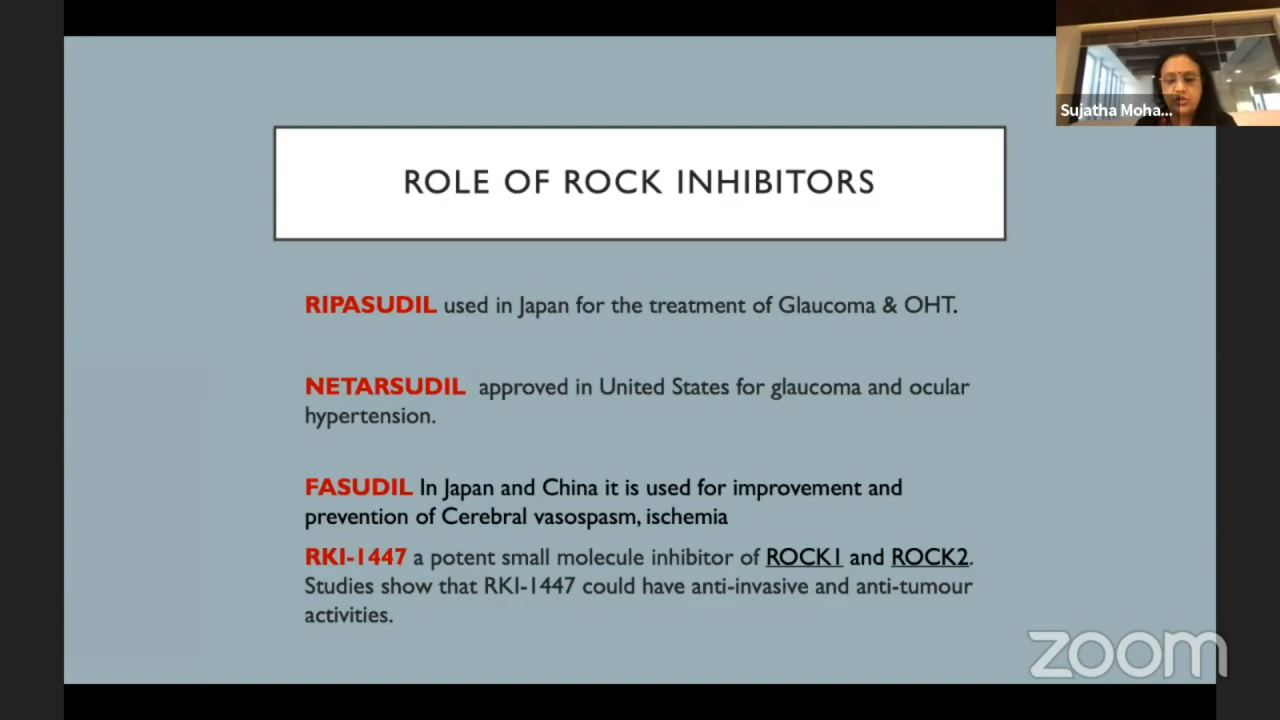 Sujatha Moha...
ROLE OF ROCK INHIBITORS
RIPASUDIL used in Japan for the treatment of Glaucoma & OHT.
NETARSUDIL approved in United States for glaucoma and ocular
hypertension.
FASUDIL In Japan and China it is used for improvement and
prevention of Cerebral vasospasm, ischemia
RKI-1447 a potent small molecule inhibitor of ROCK1 and ROCK2.
Studies show that RKI-1447 could have anti-invasive and anti-tumour
activities.
zoom